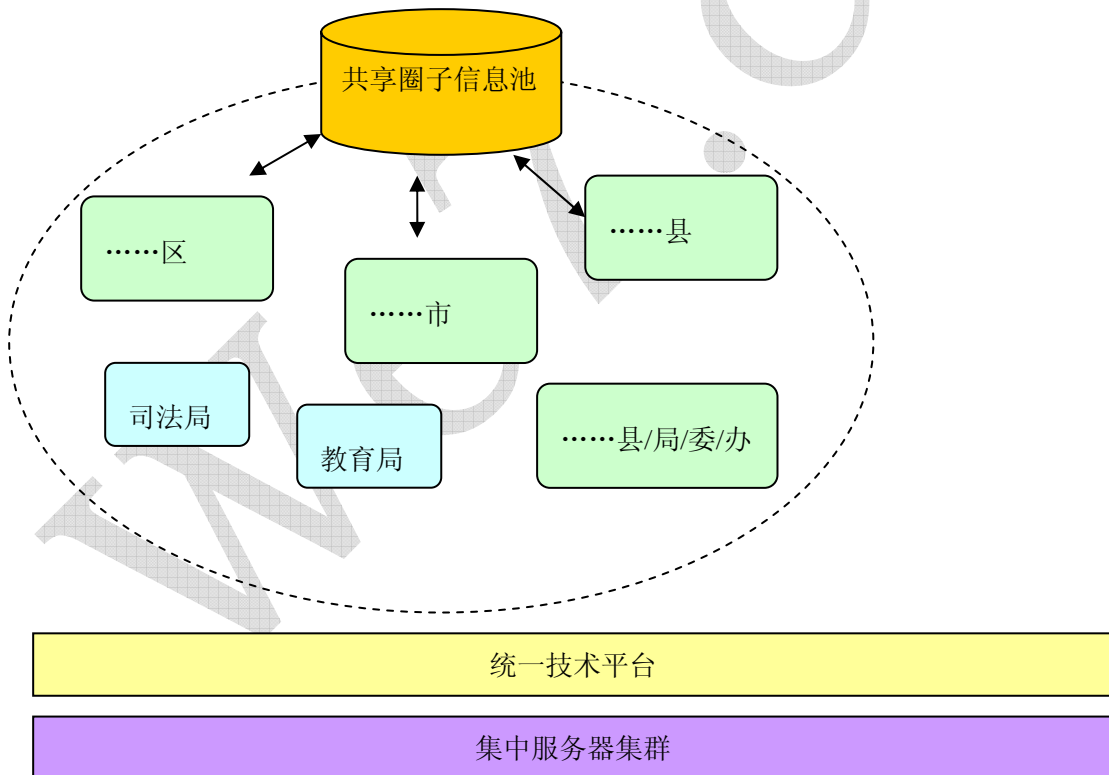 共享圈子信息池
……区
……县
……市
司法局
教育局
……县/局/委/办
统一技术平台
集中服务器集群